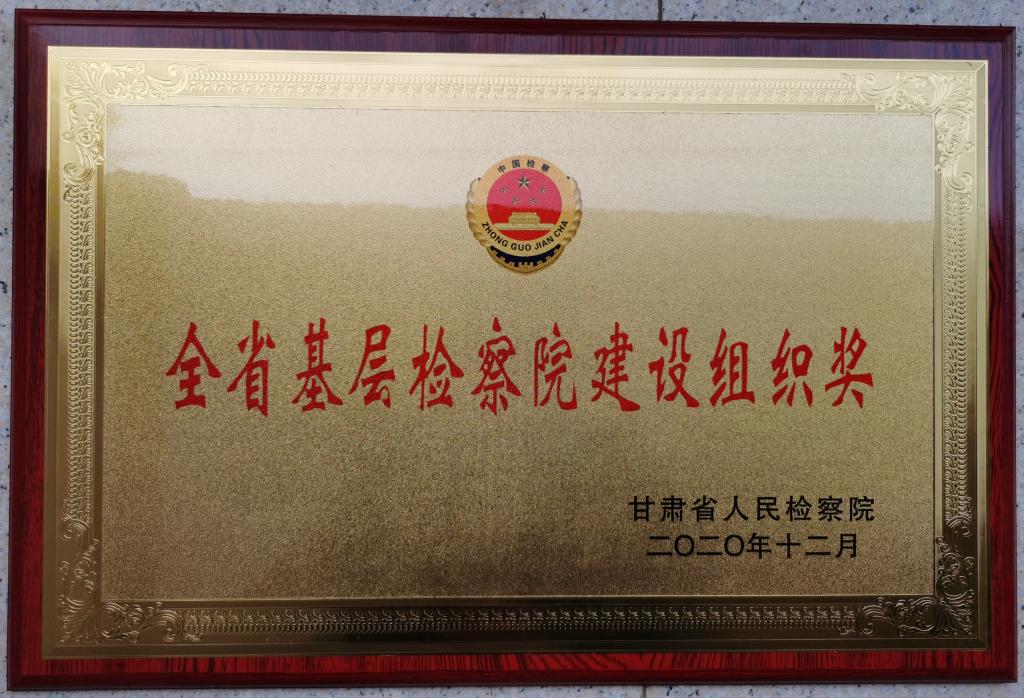 中国检察
ZHONG GUO JIAN CHA
全省基层检察院建设组织奖
甘肃省人民检察院
二〇二〇年十二月